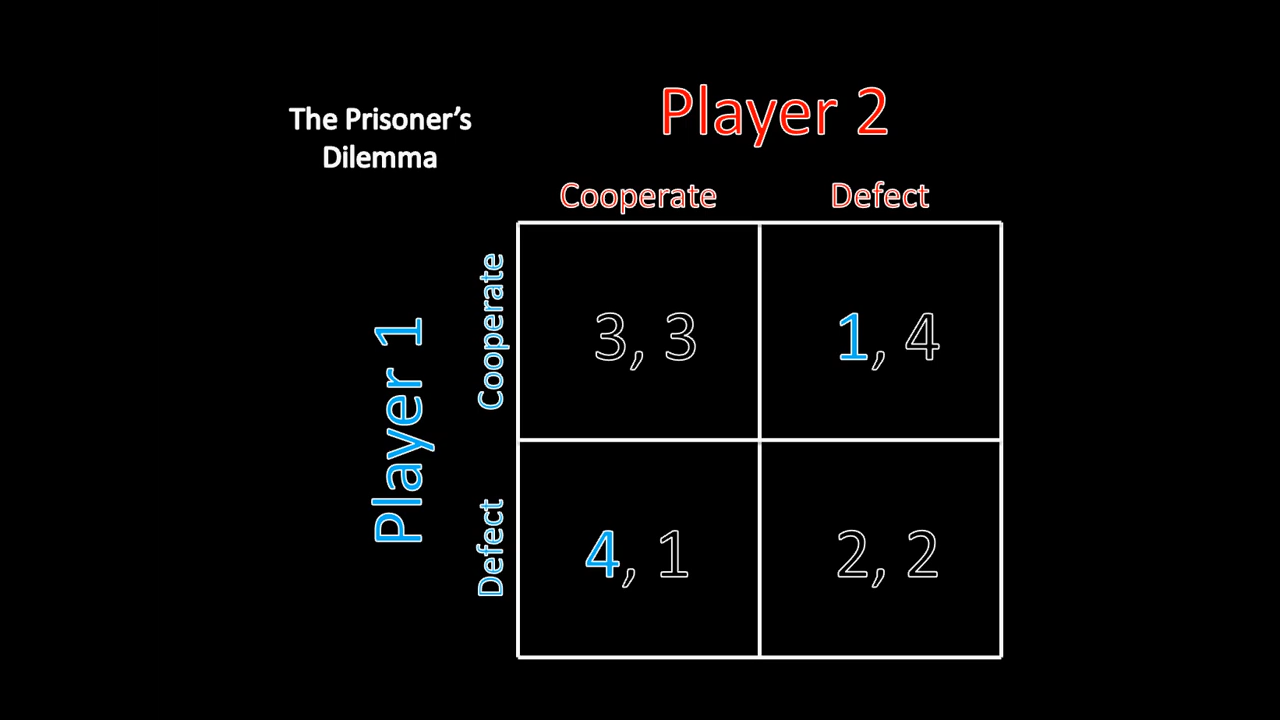 The Prisoner's
Dilemma
Player 2
Cooperate Defect
Player 1
Cooperate
3, 3 1, 4
Defect
4, 1 2, 2